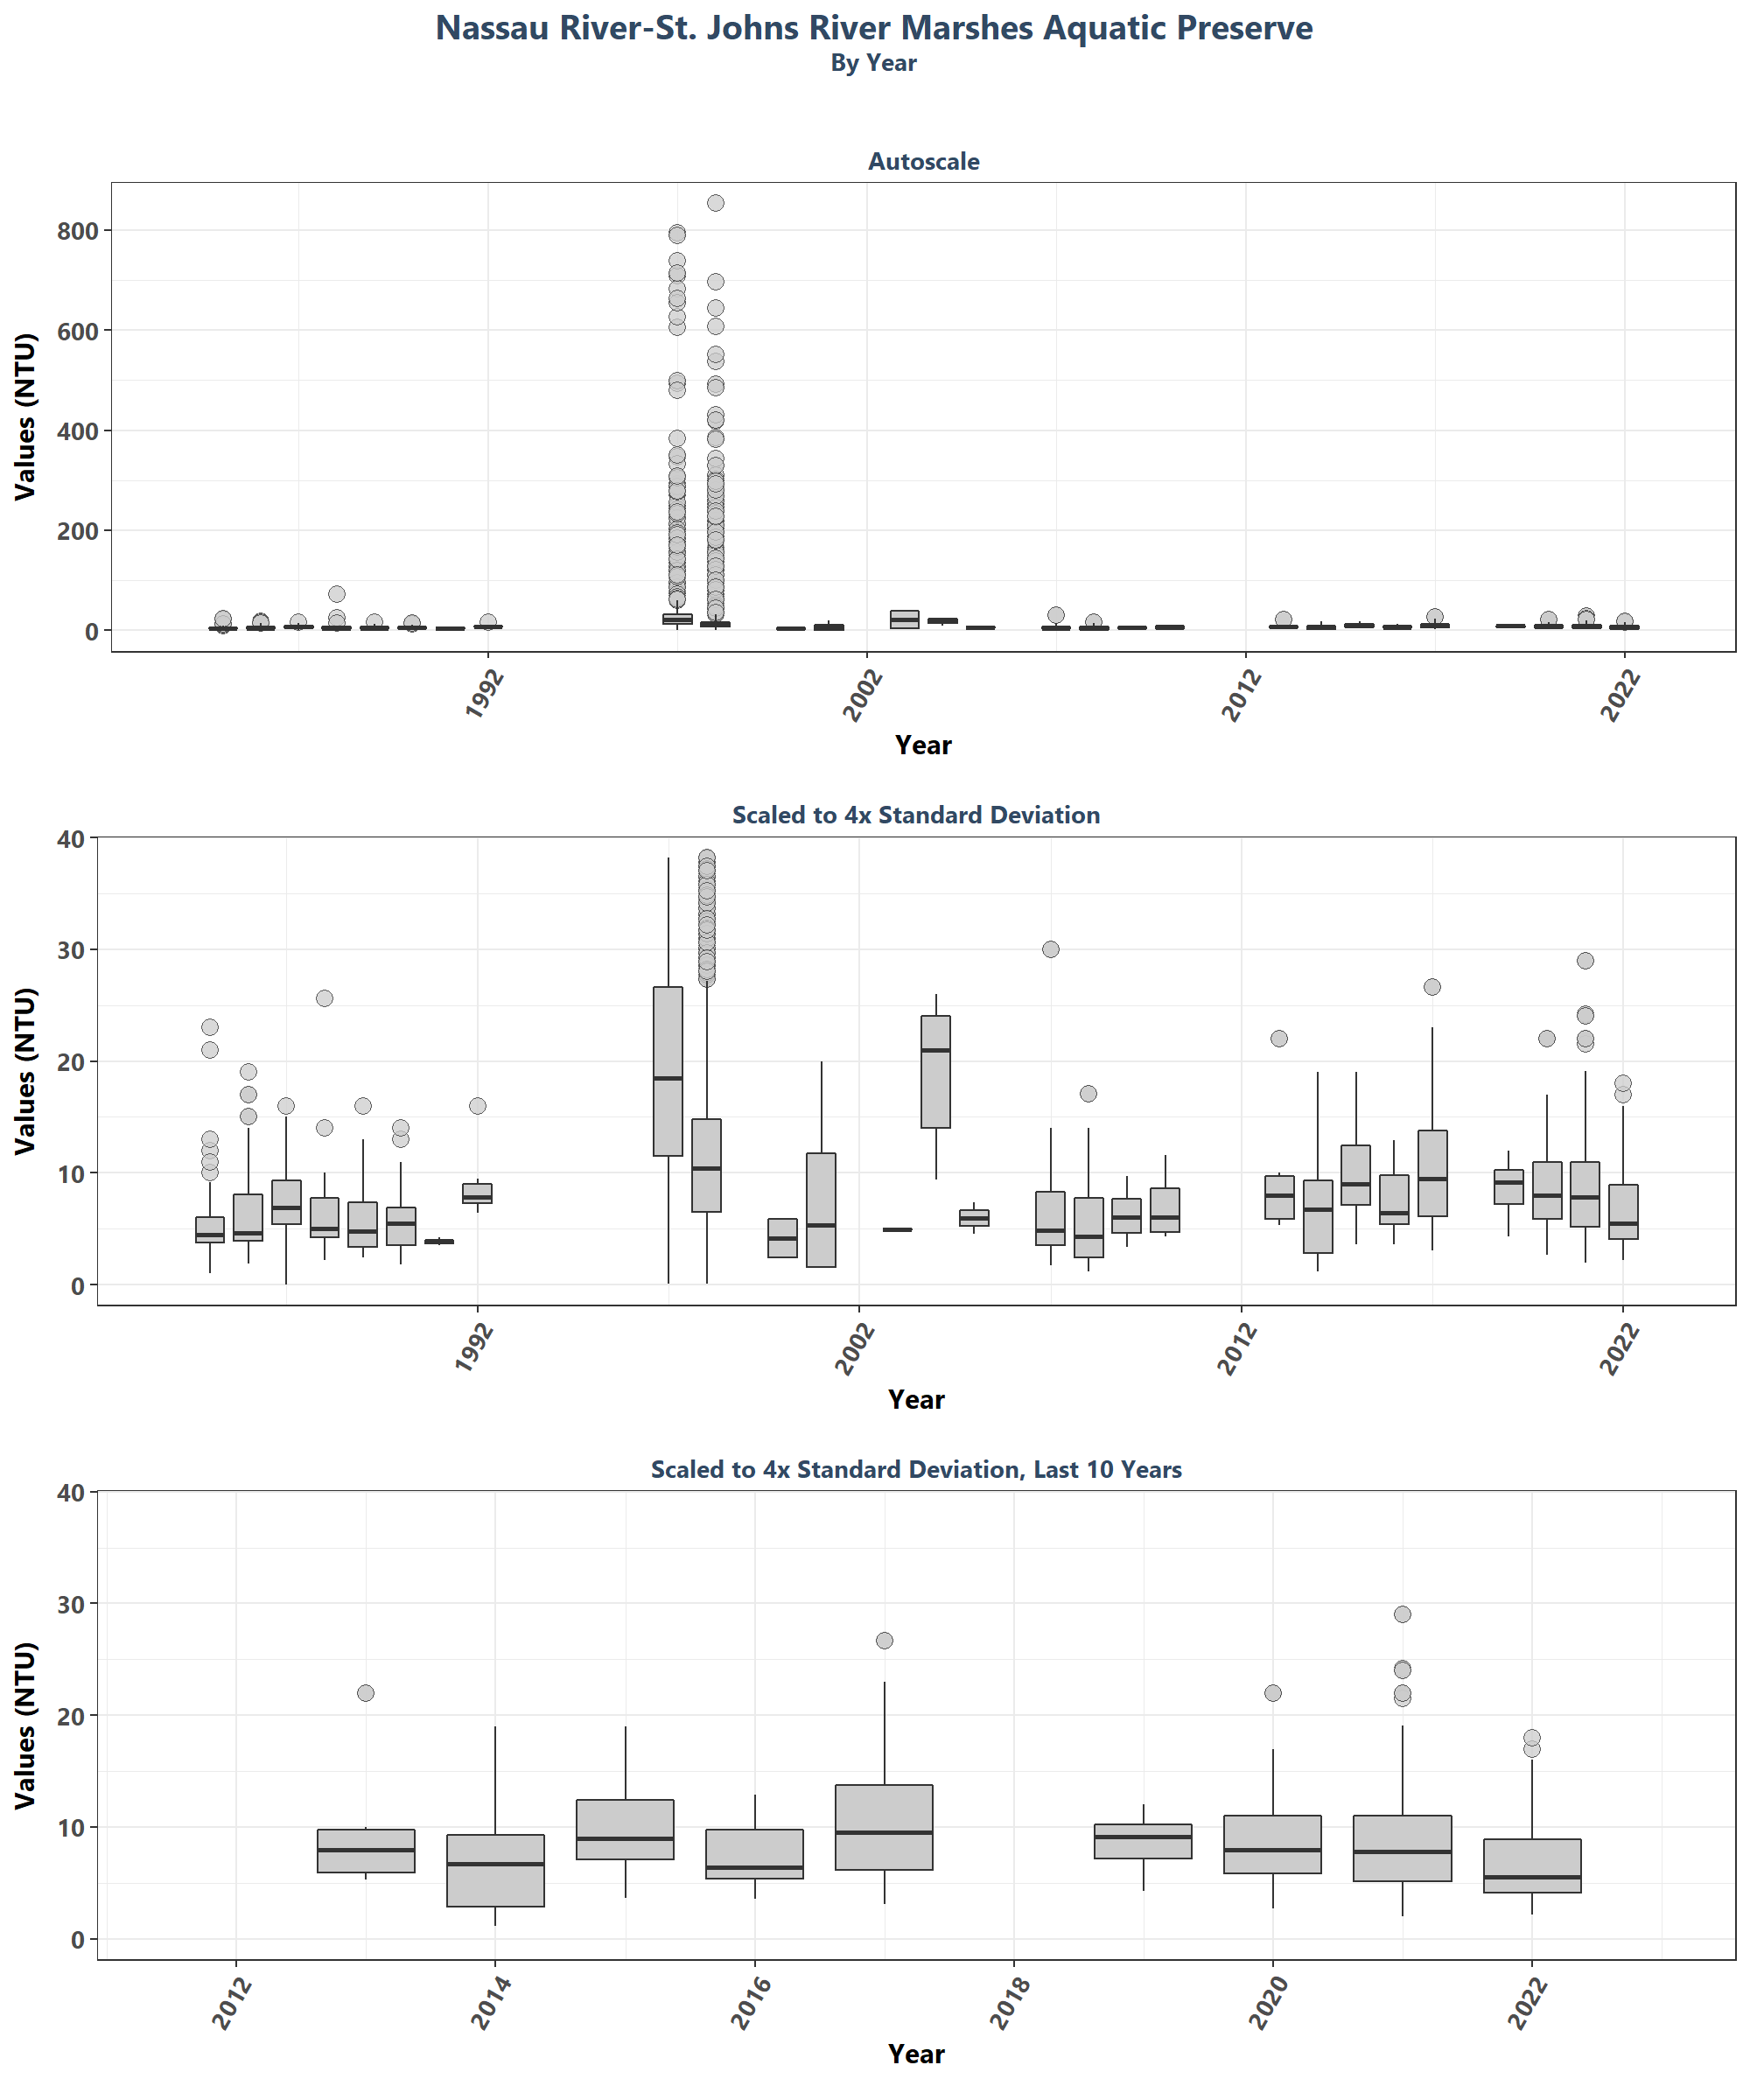 Nassau River-St. Johns River Marshes Aquatic Preserve
By Year
Autoscale
Values (NTU)
800
600
400
200
0
1992
2002
2012
2022
Year
Scaled to 4x Standard Deviation
Values (NTU)
40
30
20
10
0
1992
2002
2012
2022
Year
Scaled to 4x Standard Deviation, Last 10 Years
Values (NTU)
40
30
20
10
0
2012
2014
2016
2018
2020
2022
Year